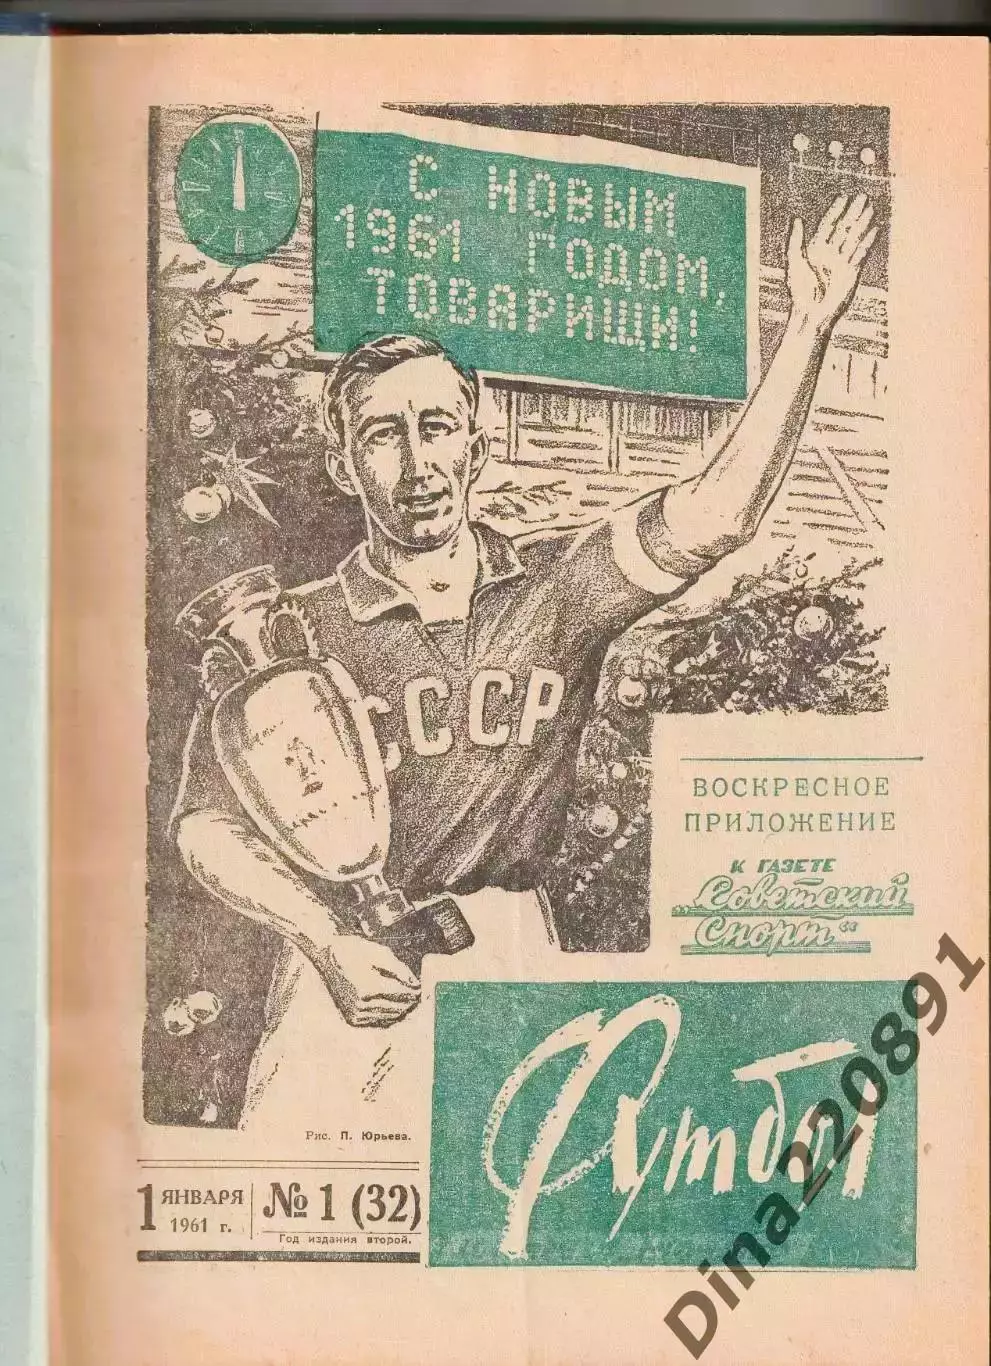 С НОВЫМ
1961 ГОДОМ,
ТОВАРИЩИ!
СССР
ВОСКРЕСНОЕ
ПРИЛОЖЕНИЕ
К ГАЗЕТЕ
„Советский
Спорт“
Футбол
Рис. П. Юрьева.
1 ЯНВАРЯ
1961 г.
№ 1 (32)
Год издания второй.
Dina220891